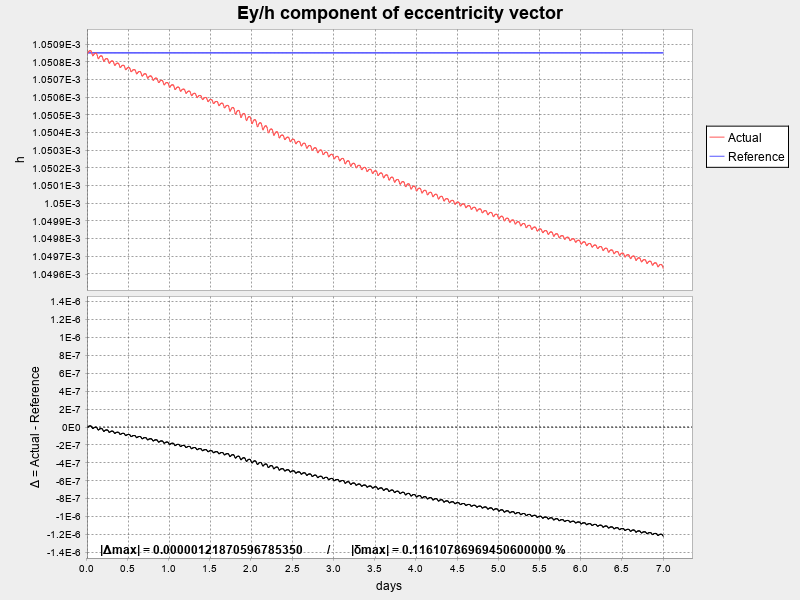 Ey/h component of eccentricity vector
1.0509E-3
1.0508E-3
1.0507E-3
1.0506E-3
1.0505E-3
1.0504E-3
1.0503E-3
1.0502E-3
1.0501E-3
1.05E-3
1.0499E-3
1.0498E-3
1.0497E-3
1.0496E-3
h
Actual
Reference
1.4E-6
1.2E-6
1E-6
8E-7
6E-7
4E-7
2E-7
0E0
-2E-7
-4E-7
-6E-7
-8E-7
-1E-6
-1.2E-6
-1.4E-6
Δ = Actual - Reference
|Δmax| = 0.00000121870596785350 / |δmax| = 0.11610786969450600000 %
0.0 0.5 1.0 1.5 2.0 2.5 3.0 3.5 4.0 4.5 5.0 5.5 6.0 6.5 7.0
days